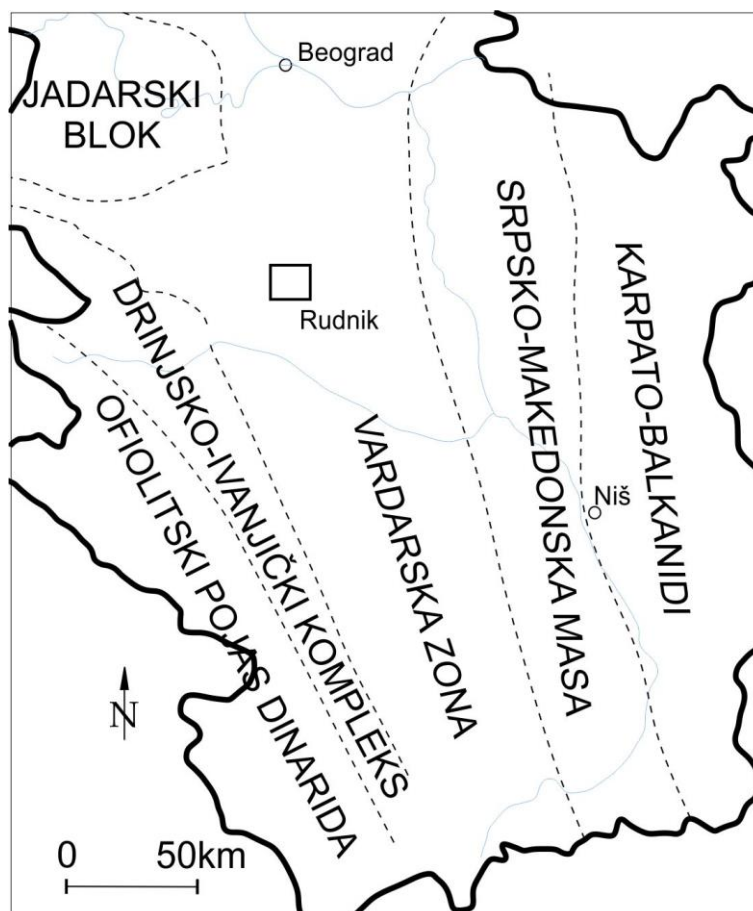 Beograd
JADARSKI
BLOK
SRPSKO-MAKEDONSKA MASA
KARPATO-BALKANIDI
Rudnik
DRINJSKO-IVANJIČKI KOMPLEKS
OFIOLITSKI POJAS DINARIDA
VARDARSKA ZONA
Niš
N
0 50km